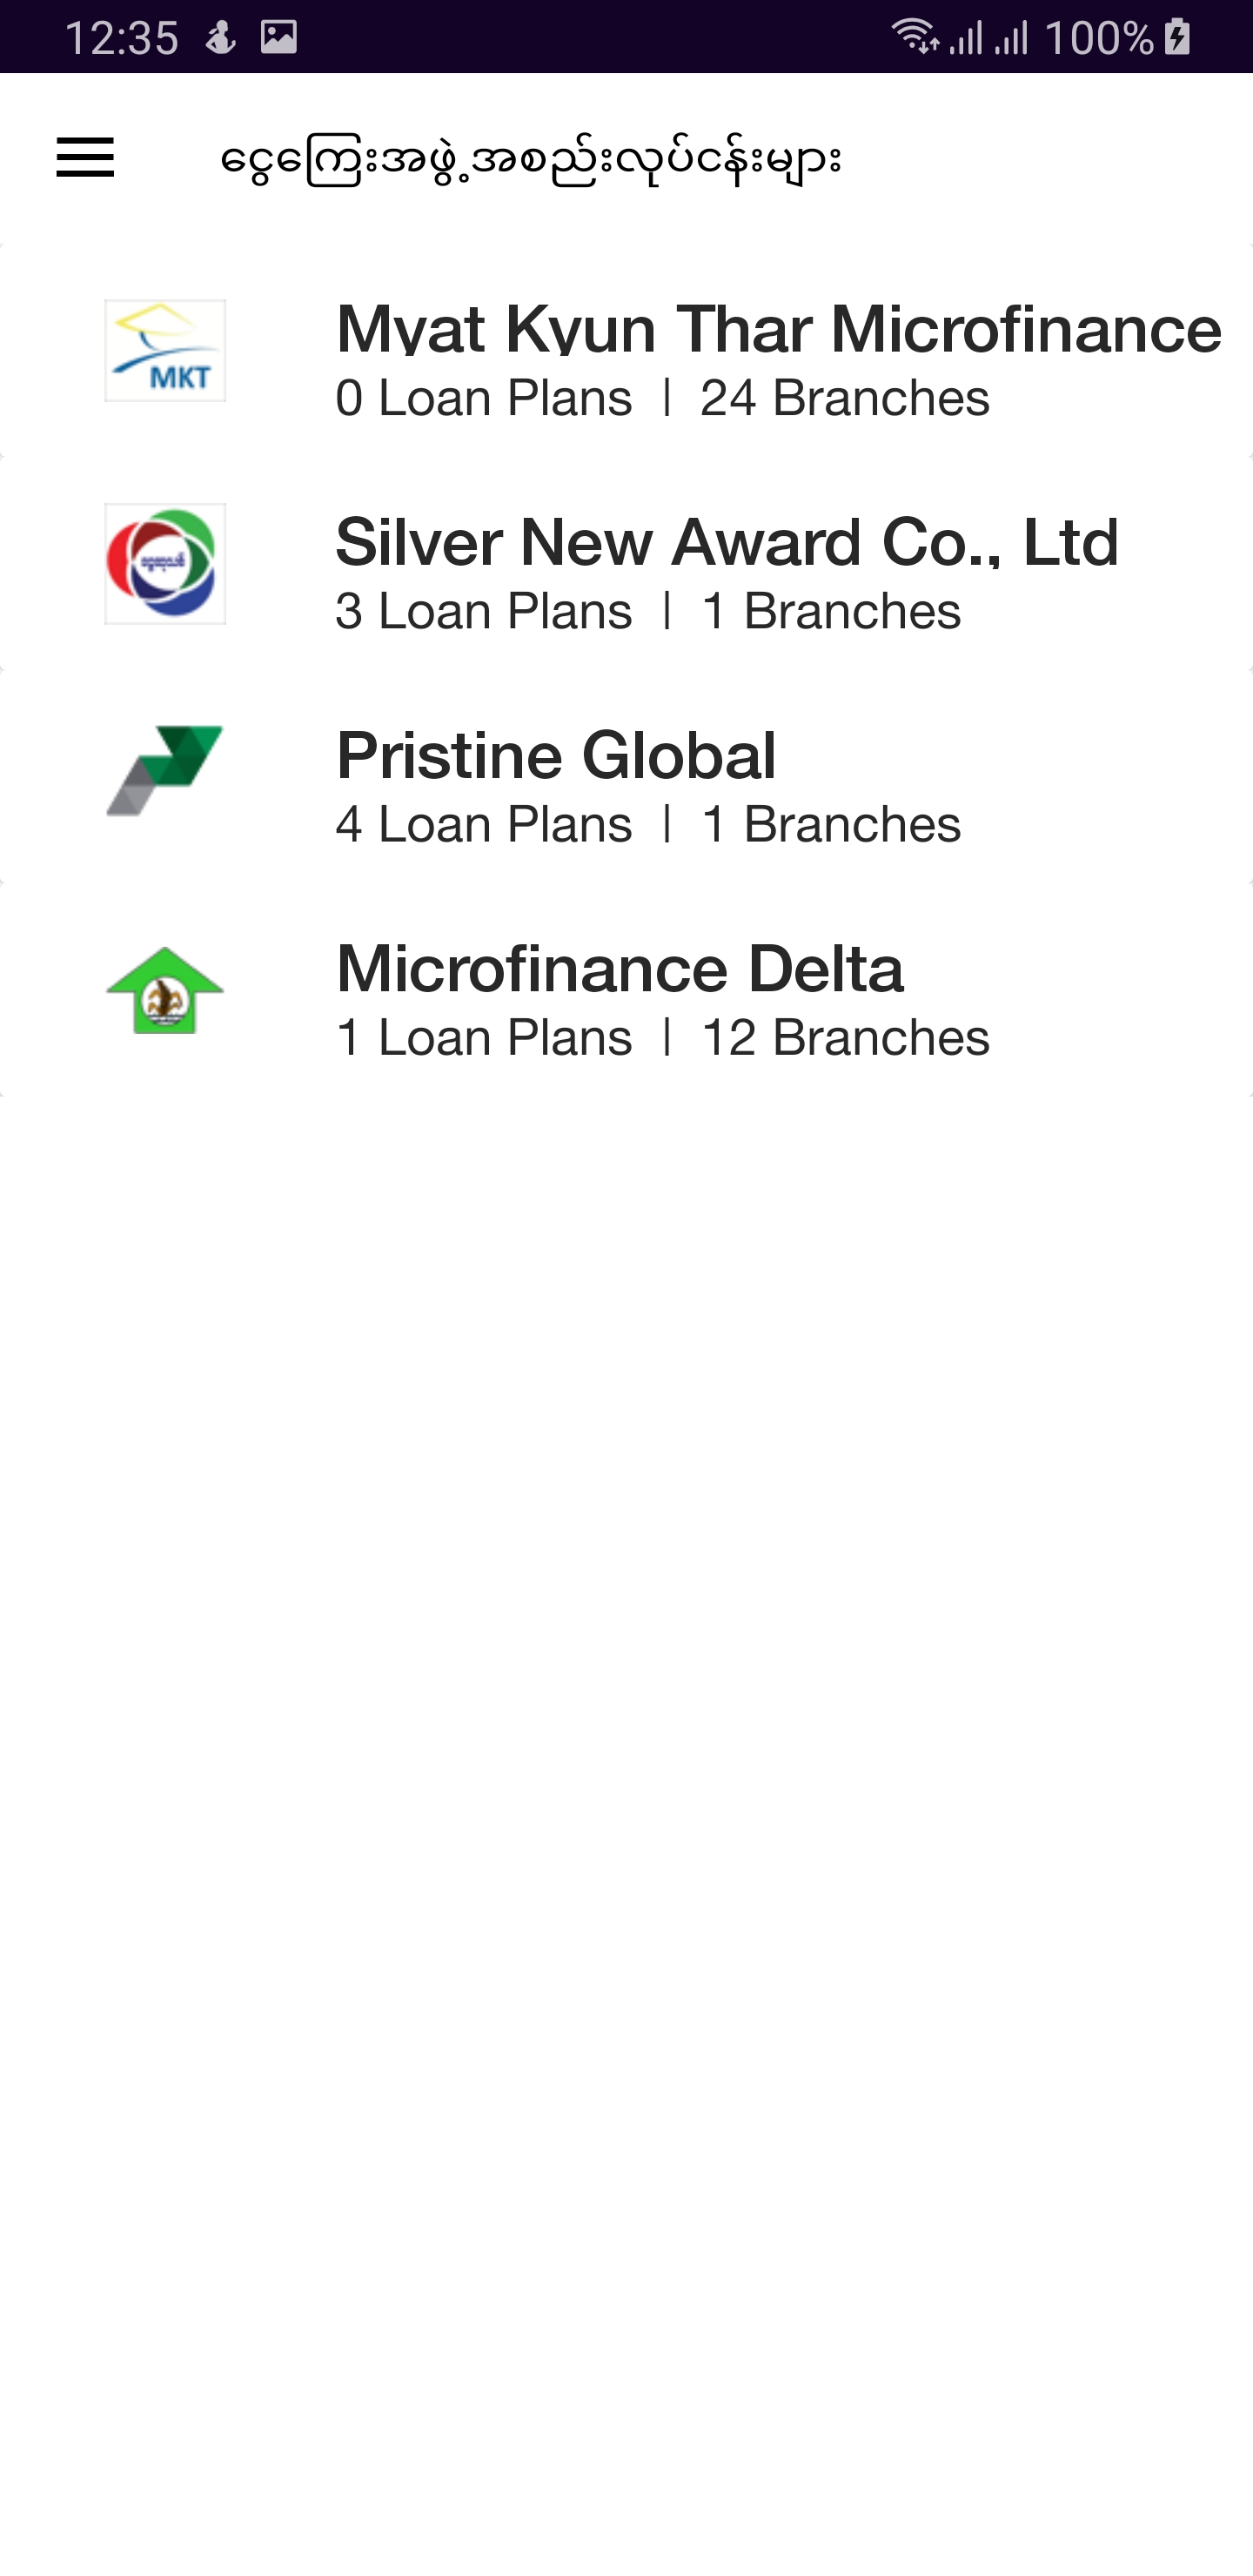 12:35
100%
ငွေကြေးအဖွဲ့အစည်းလုပ်ငန်းများ
MKT
Myat Kyun Thar Microfinance
0 Loan Plans | 24 Branches
Silver New Award Co., Ltd
3 Loan Plans | 1 Branches
Pristine Global
4 Loan Plans | 1 Branches
Microfinance Delta
1 Loan Plans | 12 Branches